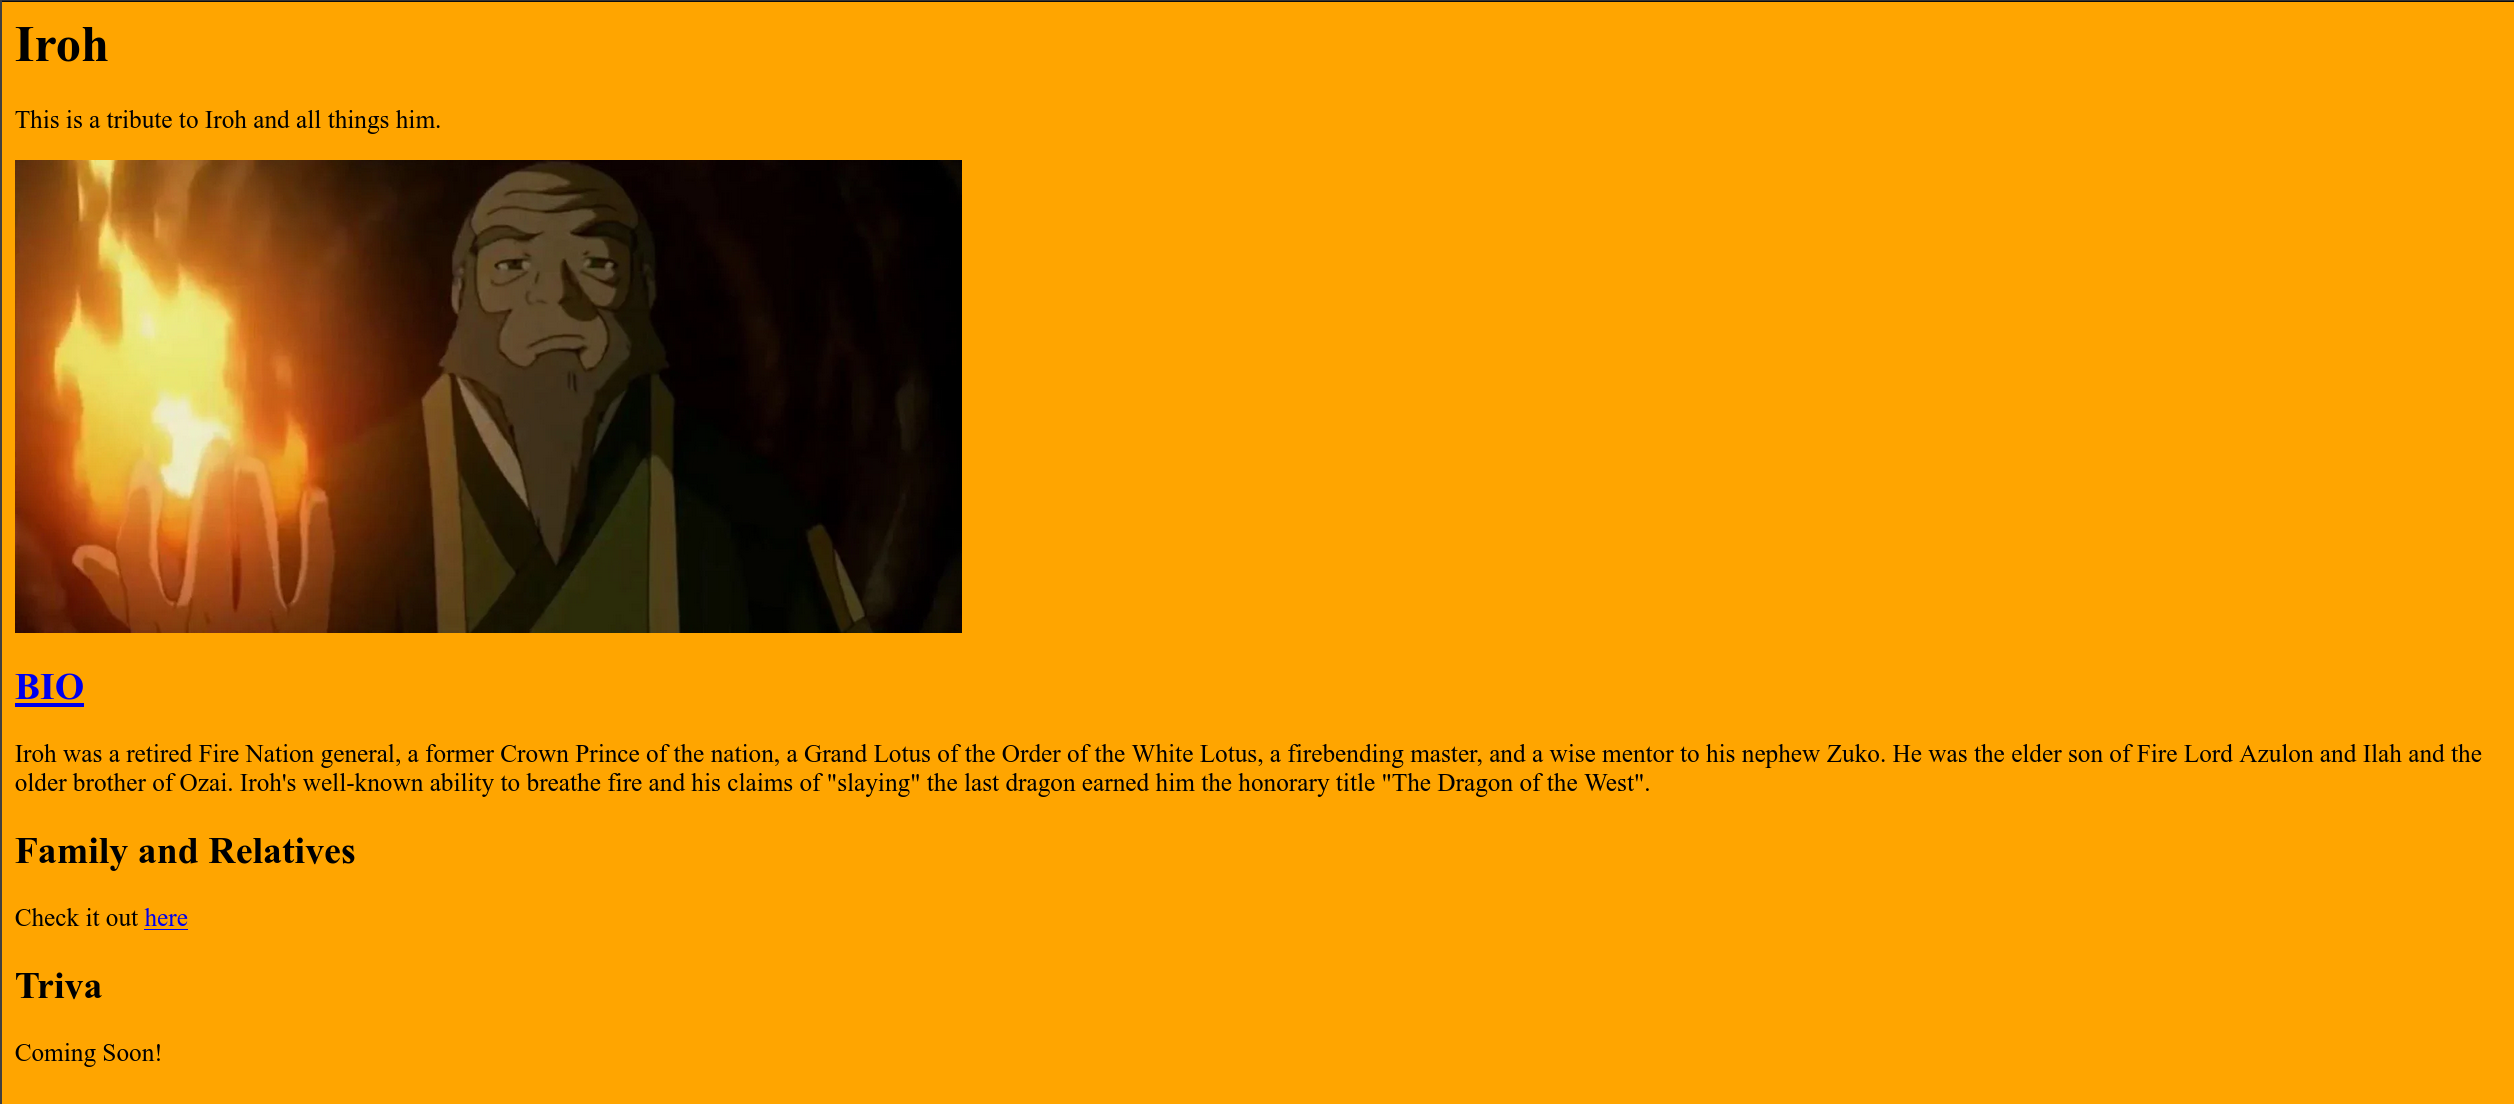 Iroh
This is a tribute to Iroh and all things him.
BIO
Iroh was a retired Fire Nation general, a former Crown Prince of the nation, a Grand Lotus of the Order of the White Lotus, a firebending master, and a wise mentor to his nephew Zuko. He was the elder son of Fire Lord Azulon and Ilah and the
older brother of Ozai. Iroh's well-known ability to breathe fire and his claims of "slaying" the last dragon earned him the honorary title "The Dragon of the West".
Family and Relatives
Check it out here
Triva
Coming Soon!